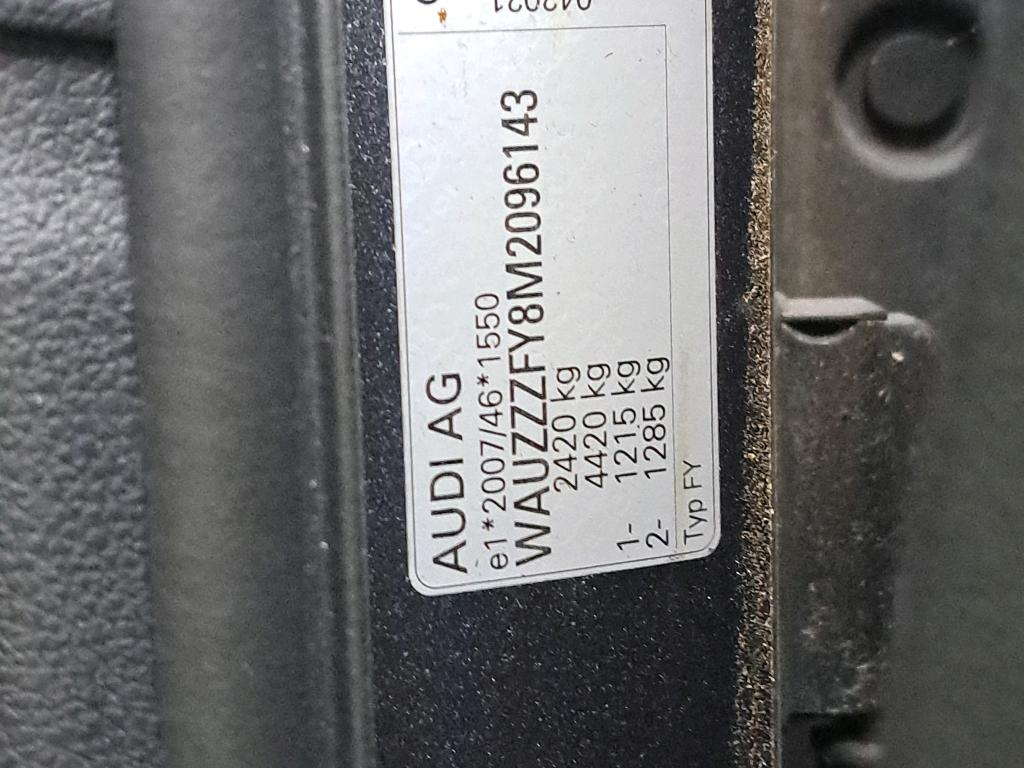 AUDI AG
e1*2007/46*1550
WAUZZZFY8M2096143
2420 kg
4420 kg
1- 1215 kg
2- 1285 kg
Typ FY